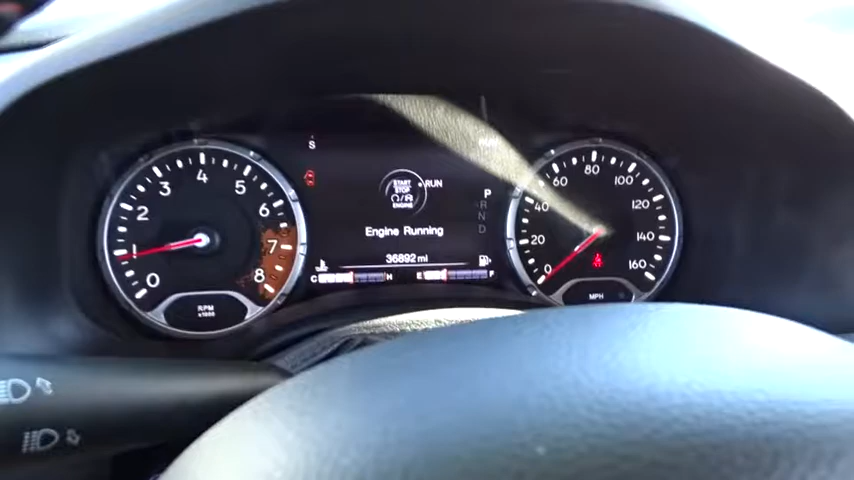 S
START
STOP
ENGINE
RUN
Engine Running
36892 mi
C H
E F
P
R
N
D
0 1 2 3 4 5 6 7 8
RPM
x1000
0 20 40 60 80 100 120 140 160
MPH